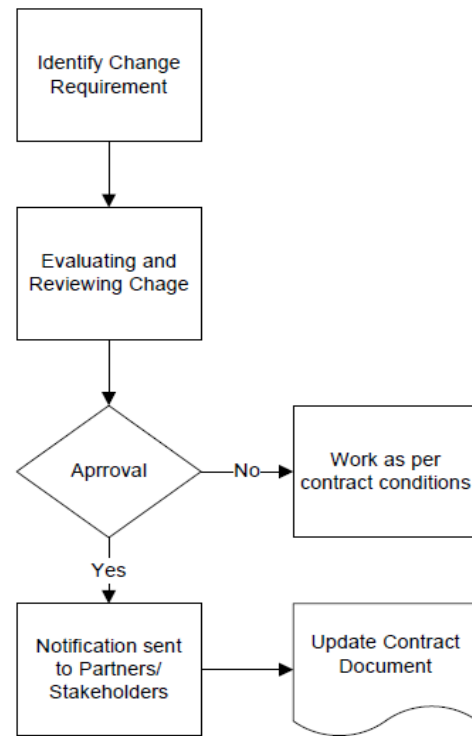 Identify Change
Requirement
Evaluating and
Reviewing Chage
Aprroval
No
Work as per
contract conditions
Yes
Notification sent
to Partners/
Stakeholders
Update Contract
Document